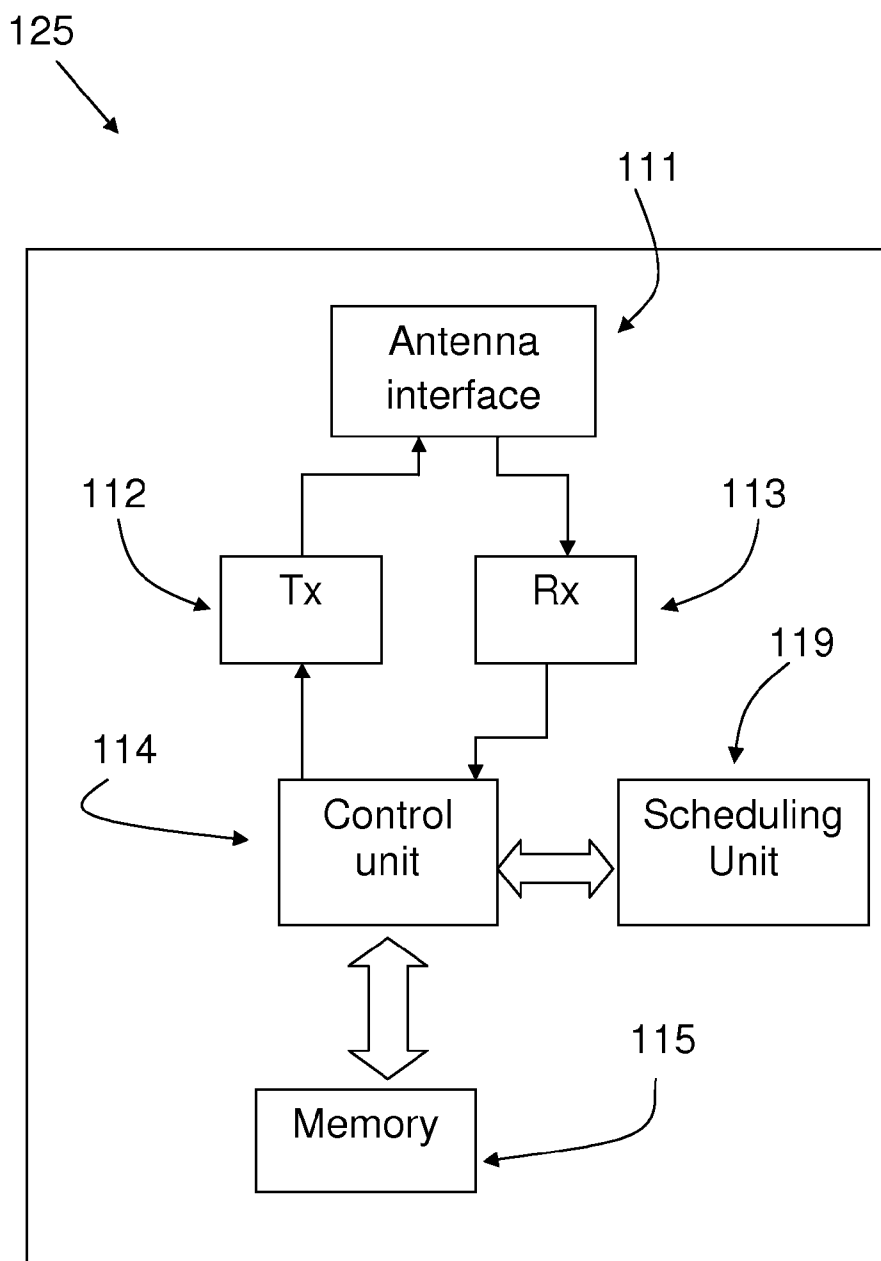 125
111
Antenna
interface
112
113
Tx
Rx
119
114
Control
unit
Scheduling
Unit
115
Memory